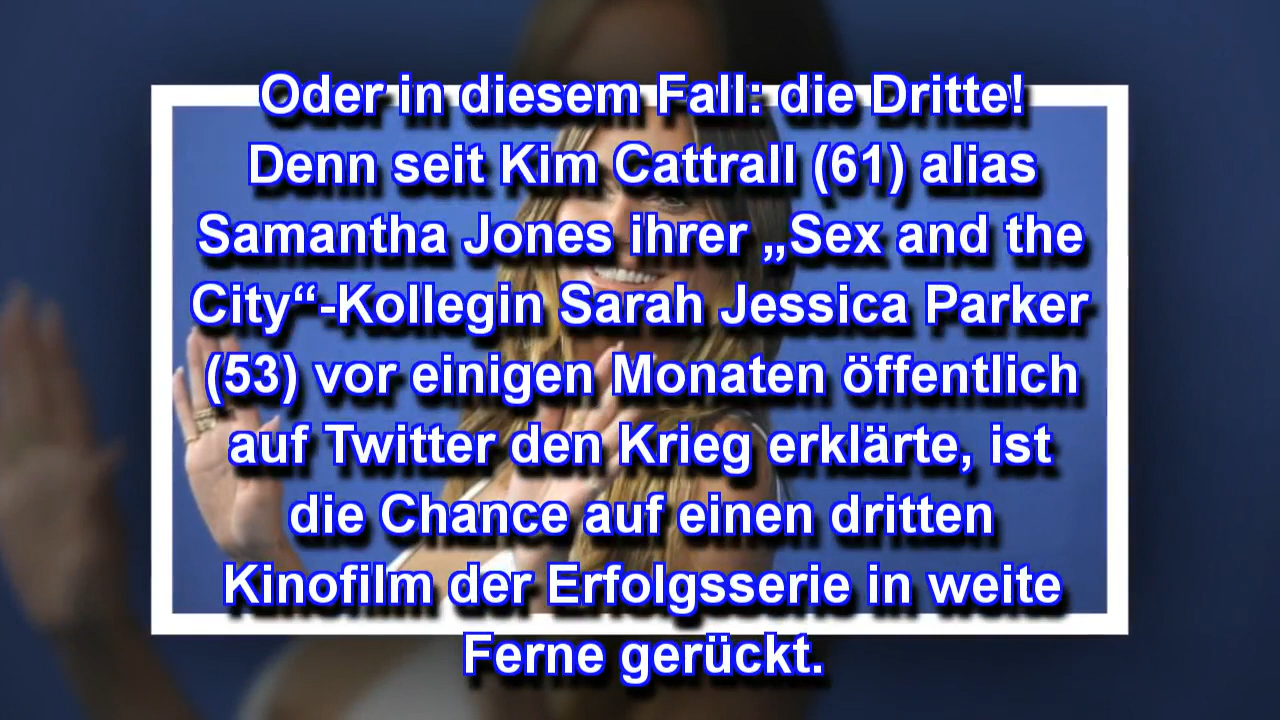 Oder in diesem Fall: die Dritte!
Denn seit Kim Cattrall (61) alias
Samantha Jones ihrer „Sex and the
City“-Kollegin Sarah Jessica Parker
(53) vor einigen Monaten öffentlich
auf Twitter den Krieg erklärte, ist
die Chance auf einen dritten
Kinofilm der Erfolgsserie in weite
Ferne gerückt.